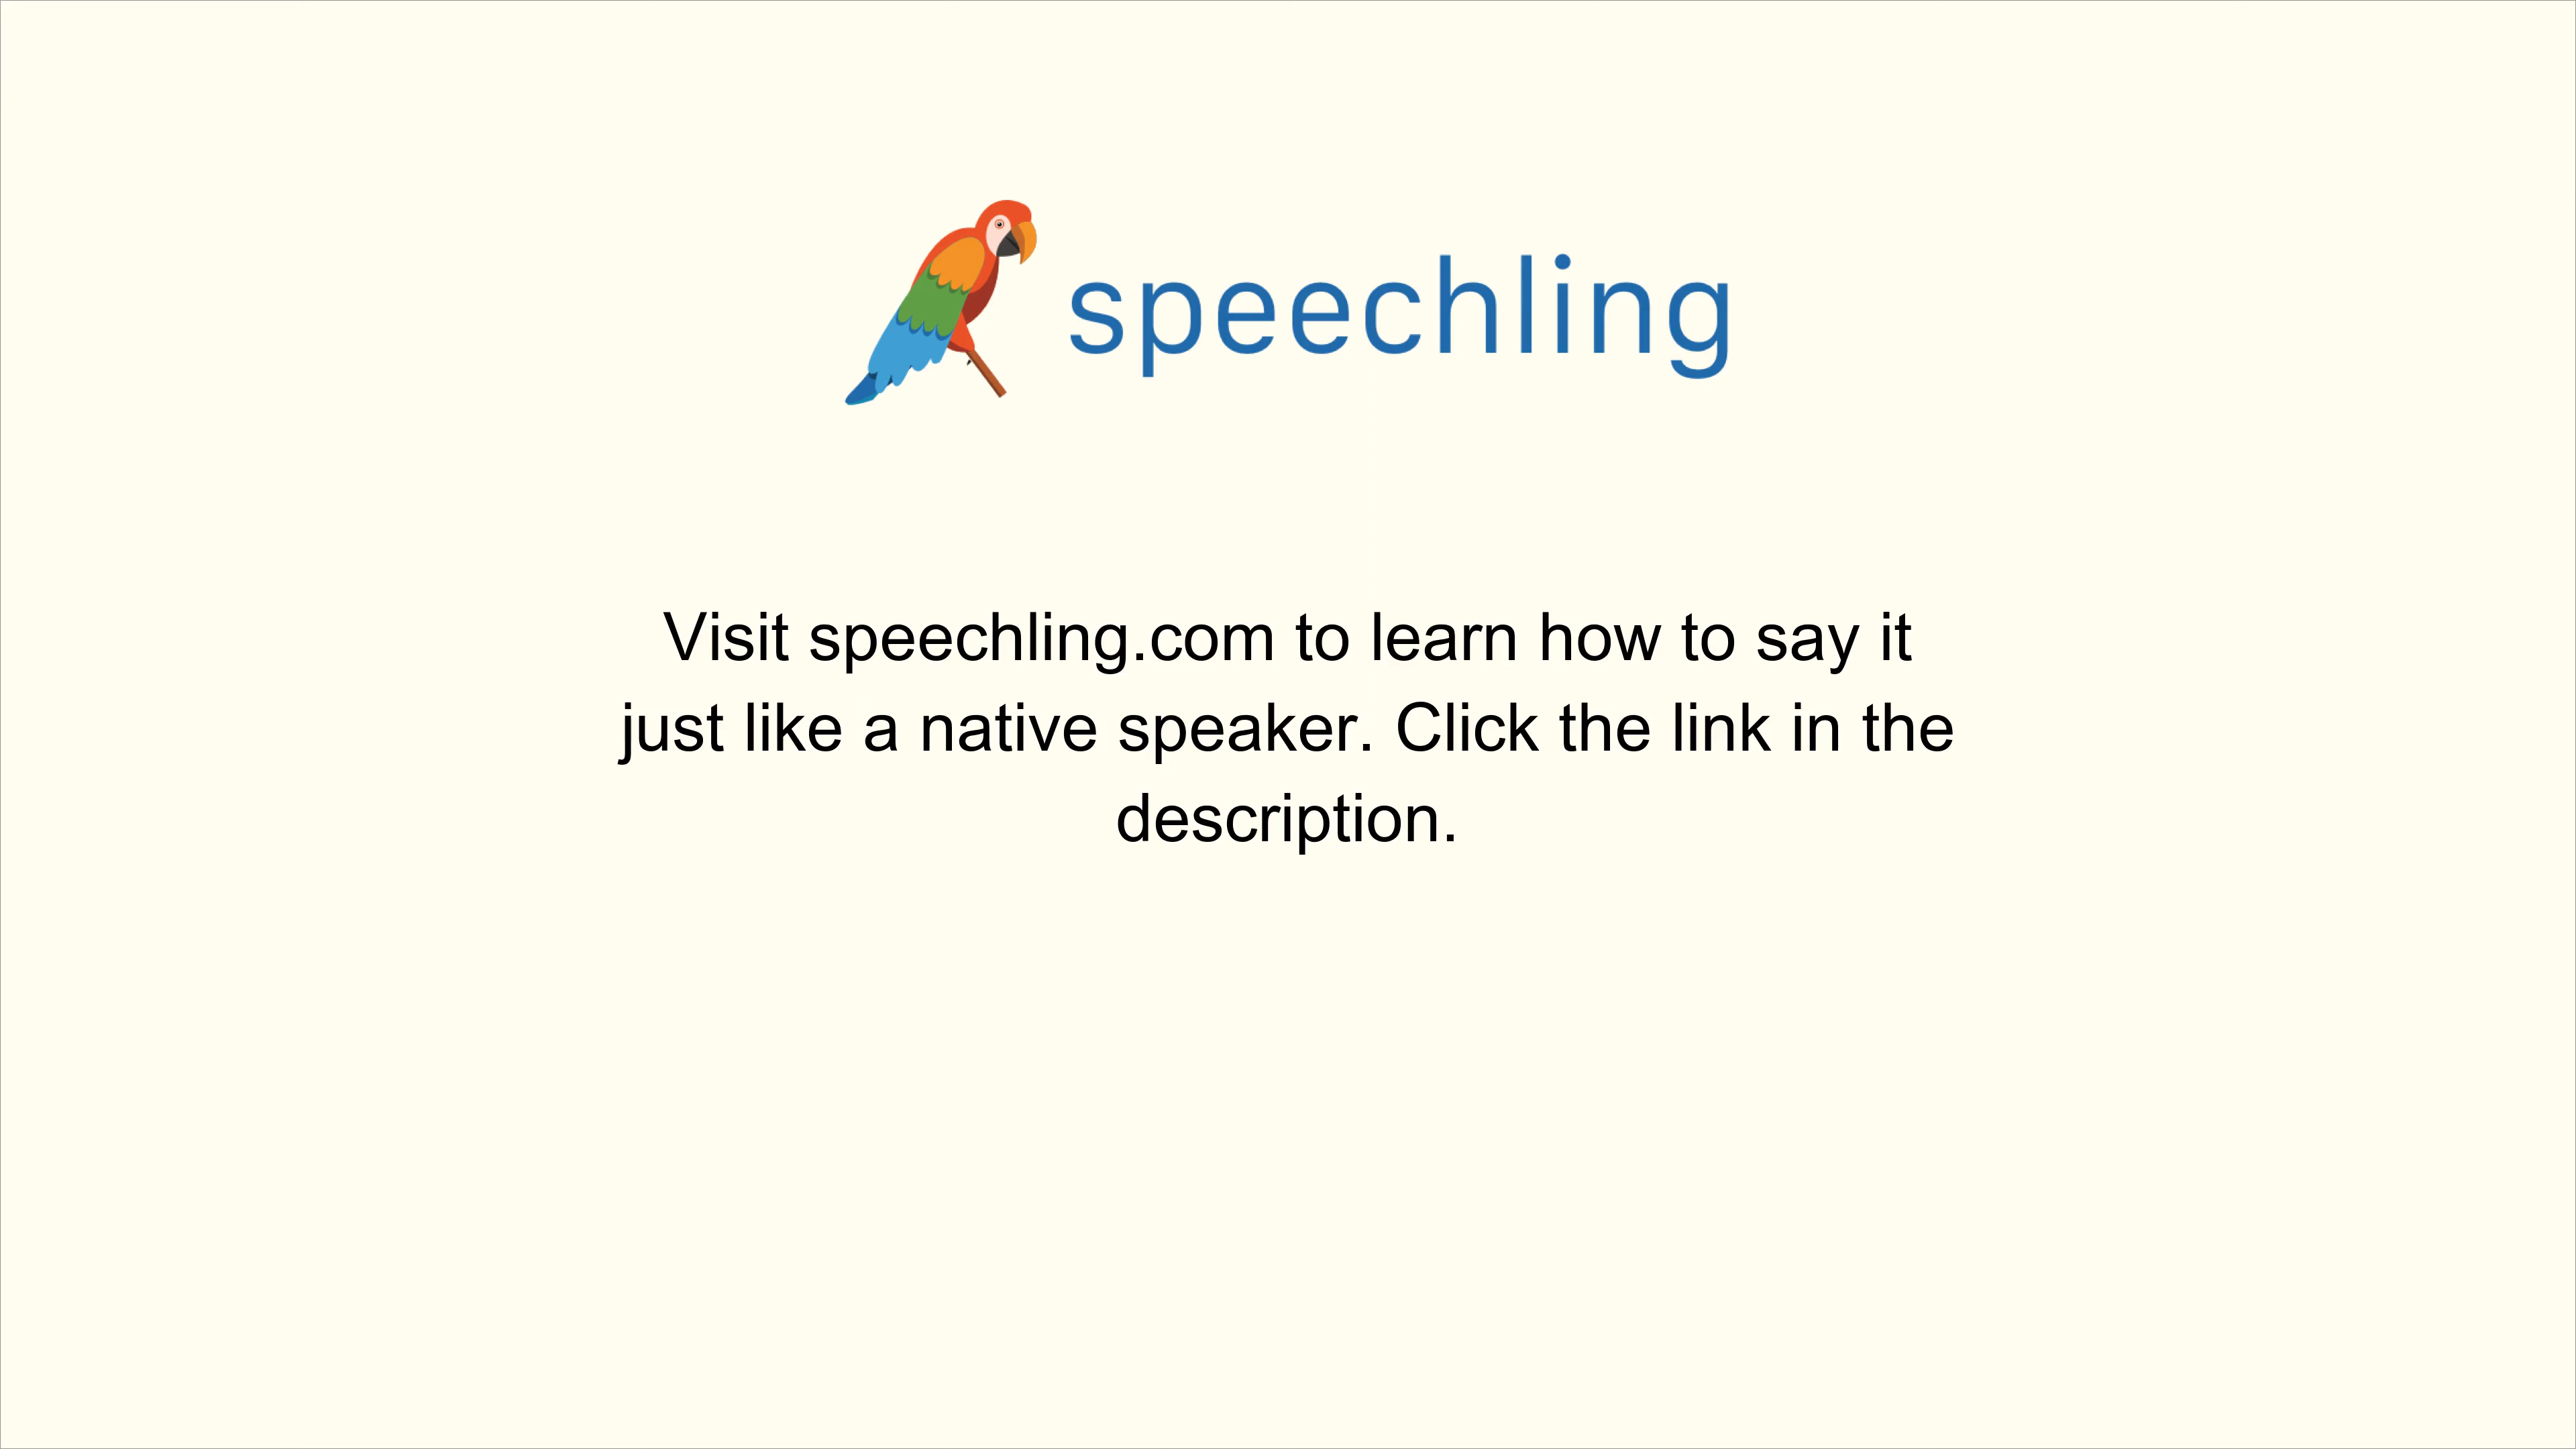 speechling
Visit speechling.com to learn how to say it
just like a native speaker. Click the link in the
description.